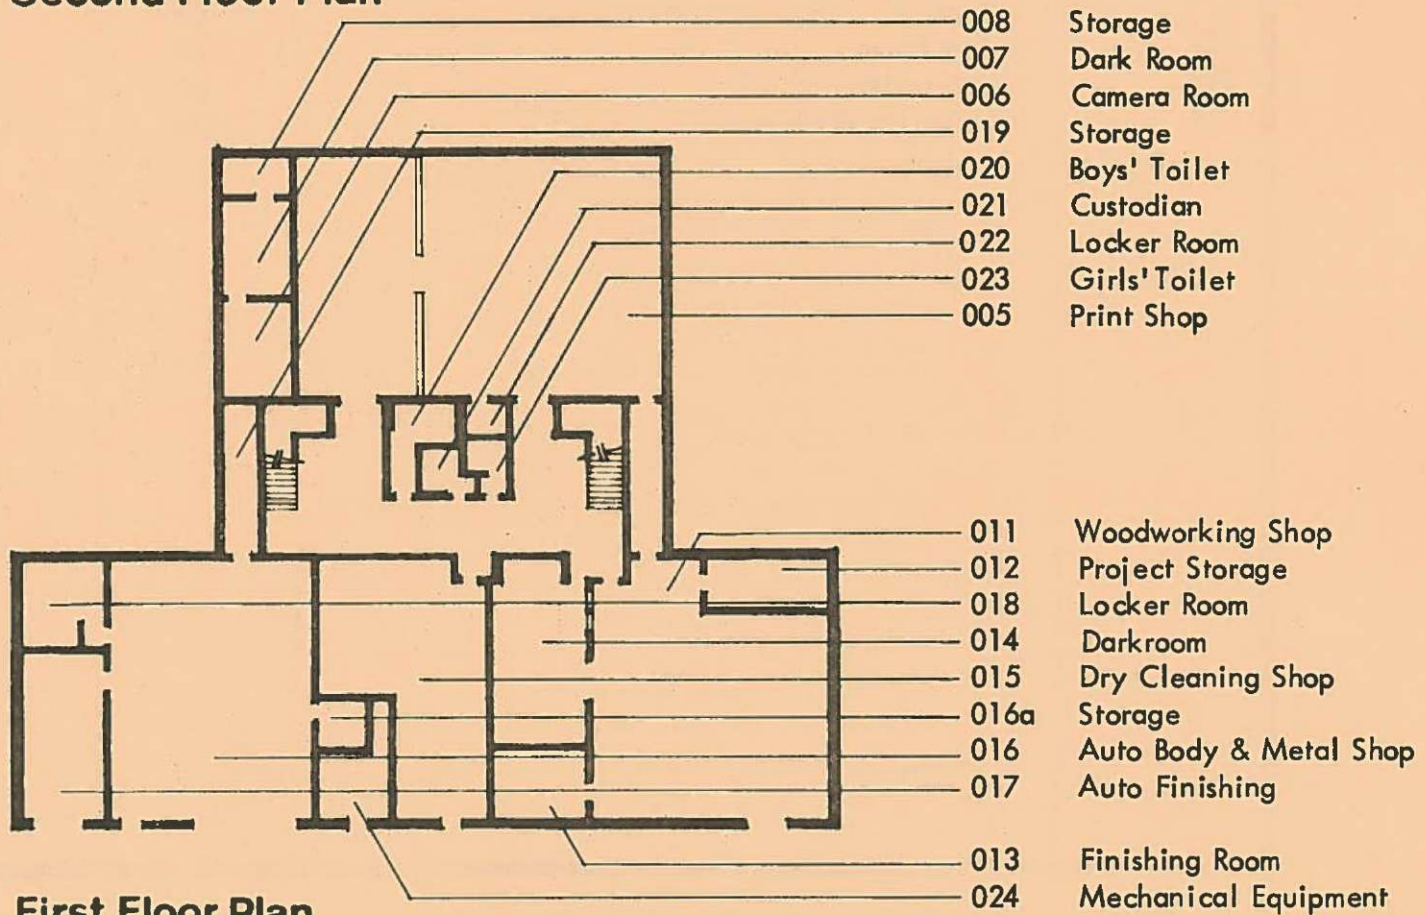 Second Floor Plan
008 Storage
007 Dark Room
006 Camera Room
019 Storage
020 Boys' Toilet
021 Custodian
022 Locker Room
023 Girls' Toilet
005 Print Shop
011 Woodworking Shop
012 Project Storage
018 Locker Room
014 Darkroom
015 Dry Cleaning Shop
016a Storage
016 Auto Body & Metal Shop
017 Auto Finishing
013 Finishing Room
024 Mechanical Equipment
First Floor Plan